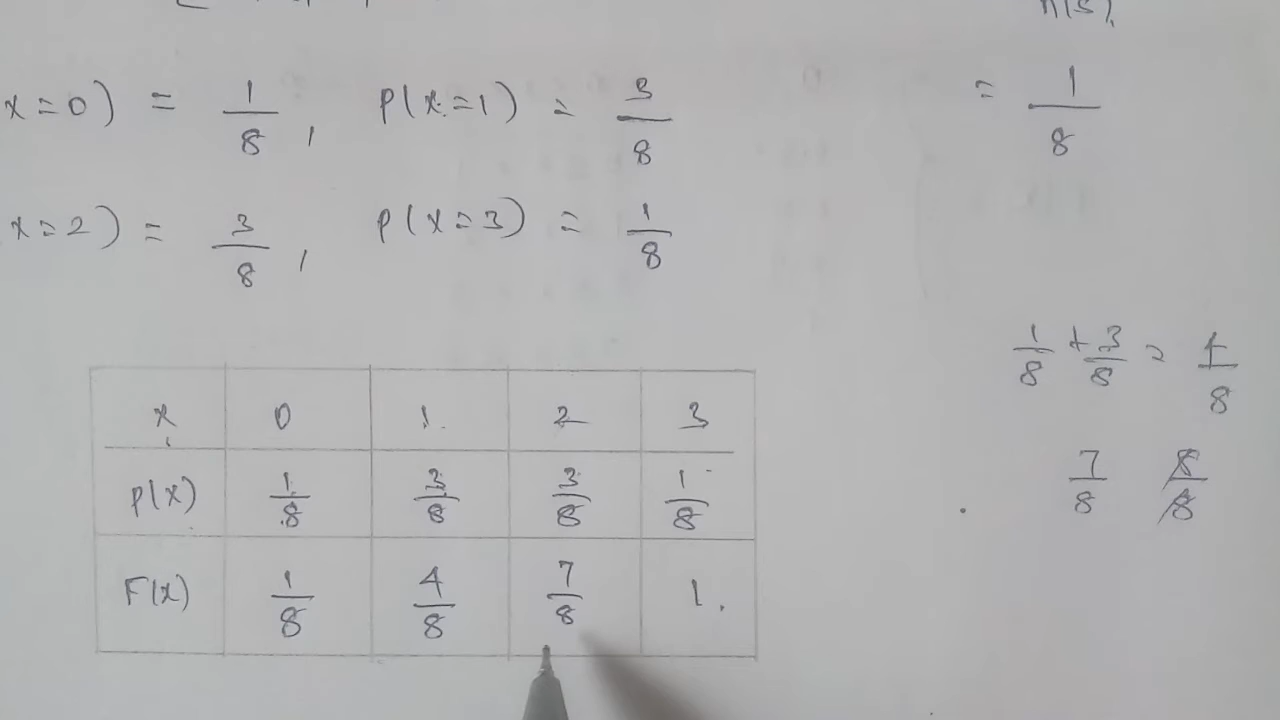 n(S)
x=0) = 1/8, P(x=1) = 3/8
= 1/8
x=2) = 3/8, P(x=3) = 1/8
1/8 + 3/8 = 4/8
7/8 8/8
x 0 1 2 3
P(x) 1/8 3/8 3/8 1/8
F(x) 1/8 4/8 7/8 1.